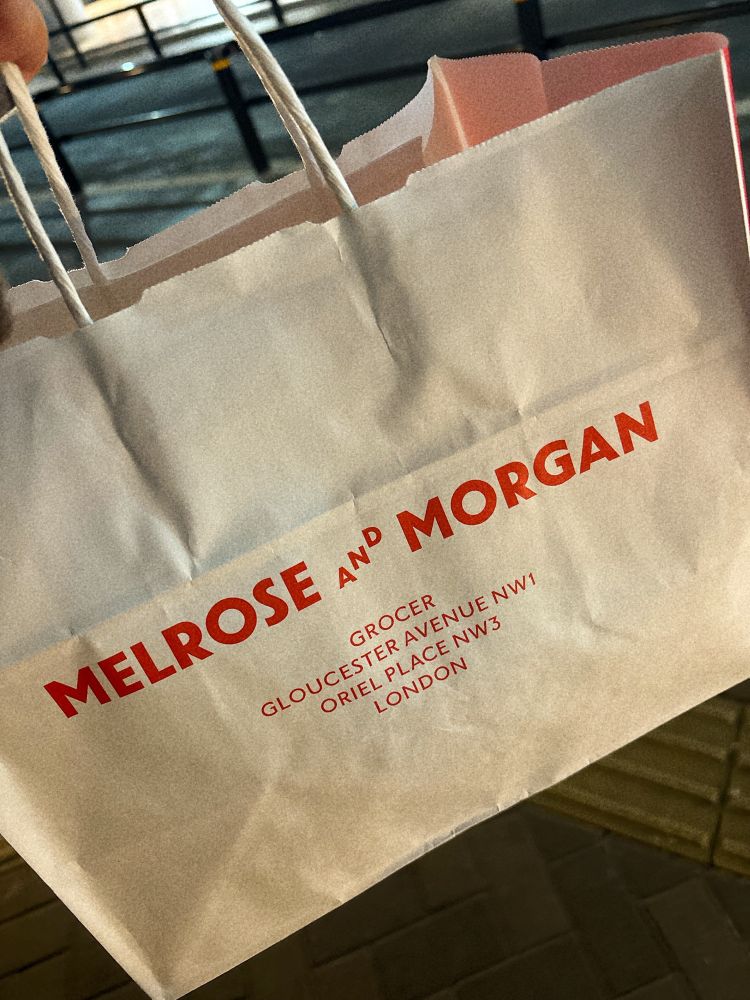 MELROSE AND MORGAN
GROCER
GLOUCESTER AVENUE NW1
ORIEL PLACE NW3
LONDON